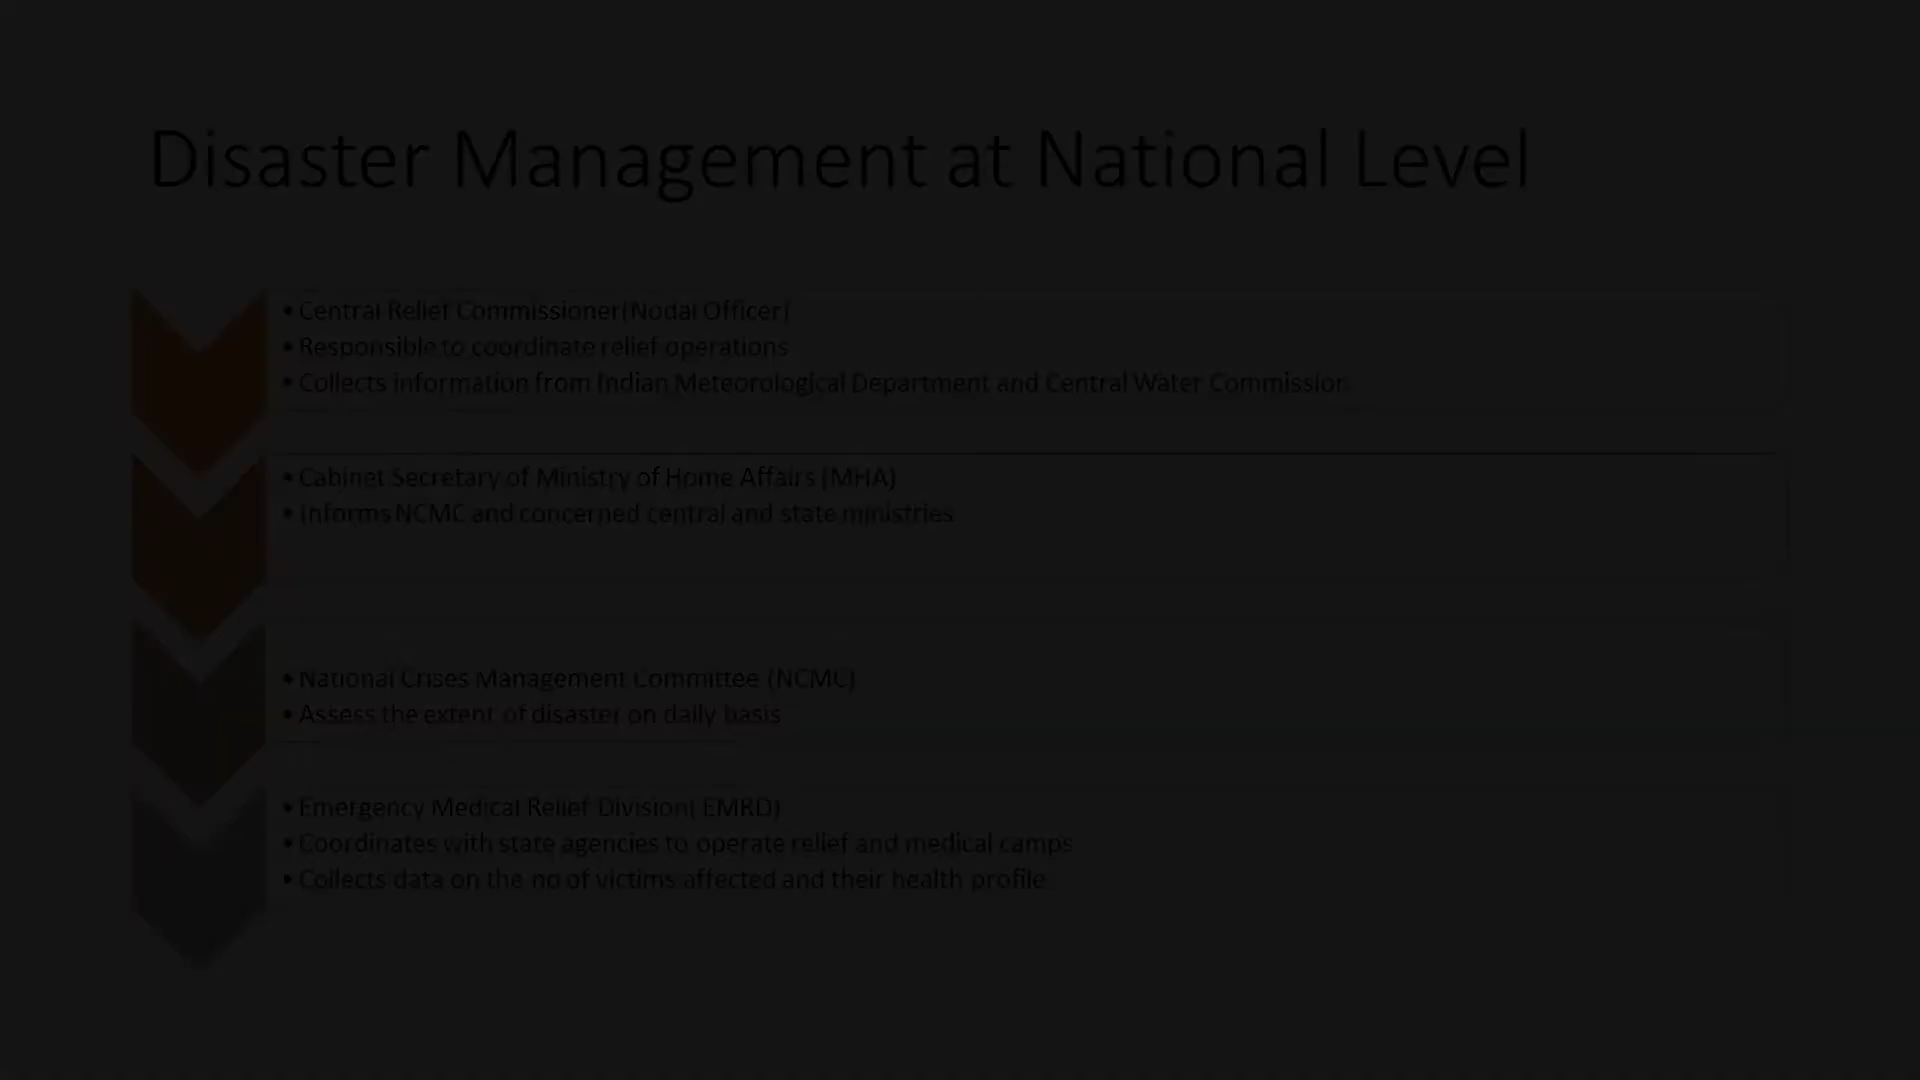 Disaster Management at National Level
• Central Relief Commissioner(Nodal Officer)
• Responsible to coordinate relief operations
• Collects information from Indian Meteorological Department and Central Water Commission
• Cabinet Secretary of Ministry of Home Affairs (MHA)
• Informs NCMC and concerned central and state ministries
• National Crises Management Committee (NCMC)
• Assess the extent of disaster on daily basis
• Emergency Medical Relief Division( EMRD)
• Coordinates with state agencies to operate relief and medical camps
• Collects data on the no of victims affected and their health profile